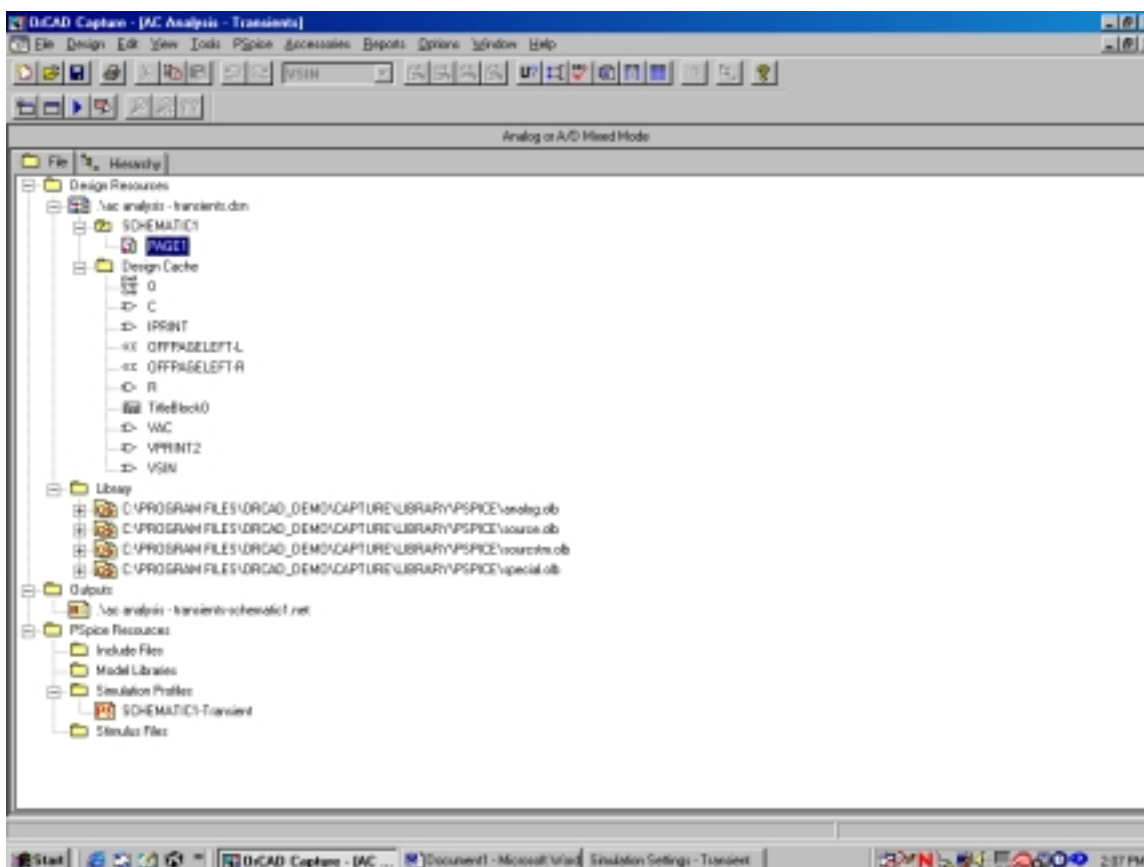 OrCAD Capture - [AC Analysis - Transients]
File Design Edit View Tools PSpice Accessories Reports Options Window Help
VSIN
U?
Analog or A/D Mixed Mode
File Hierarchy
Design Resources
.\ac analysis - transients.dsn
SCHEMATIC1
PAGE1
Design Cache
0
C
IPRINT
OFFPAGELEFT-L
OFFPAGELEFT-R
R
TitleBlock0
VAC
VPRINT2
VSIN
Library
C:\PROGRAM FILES\ORCAD_DEMO\CAPTURE\LIBRARY\PSPICE\analog.olb
C:\PROGRAM FILES\ORCAD_DEMO\CAPTURE\LIBRARY\PSPICE\source.olb
C:\PROGRAM FILES\ORCAD_DEMO\CAPTURE\LIBRARY\PSPICE\sourcstm.olb
C:\PROGRAM FILES\ORCAD_DEMO\CAPTURE\LIBRARY\PSPICE\special.olb
Outputs
.\ac analysis - transients-schematic1.net
PSpice Resources
Include Files
Model Libraries
Simulation Profiles
SCHEMATIC1-Transient
Stimulus Files
Start OrCAD Capture - [AC ... Document1 - Microsoft Word Simulation Settings - Transient 2:07 PM